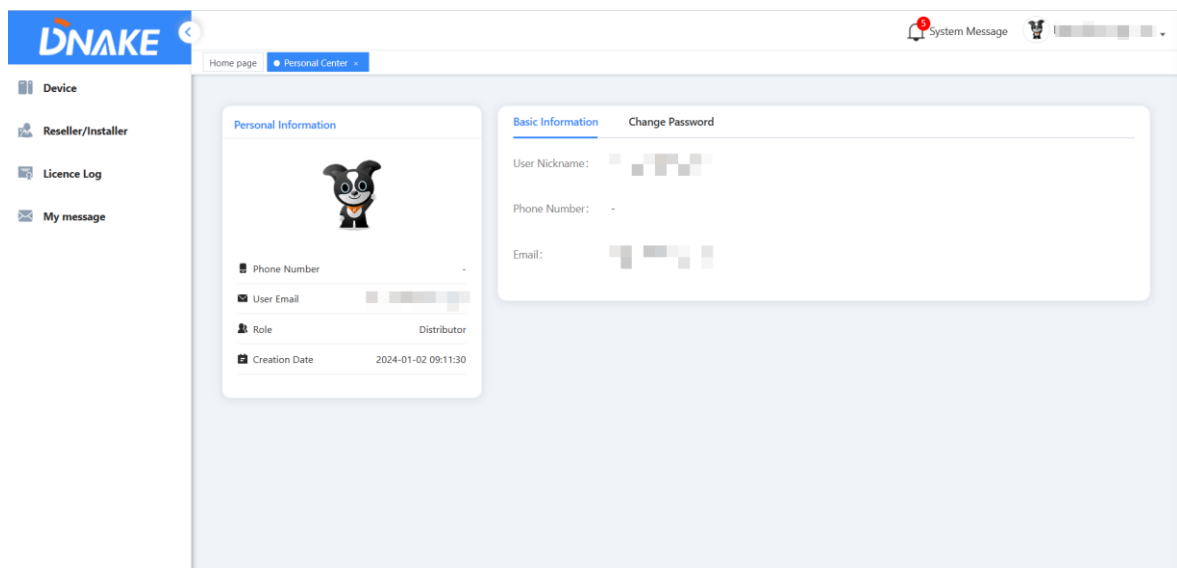 DNAKE
5
System Message
Home page
Personal Center ×
Device
Reseller/Installer
Licence Log
My message
Personal Information
Phone Number -
User Email
Role Distributor
Creation Date 2024-01-02 09:11:30
Basic Information Change Password
User Nickname:
Phone Number: -
Email: